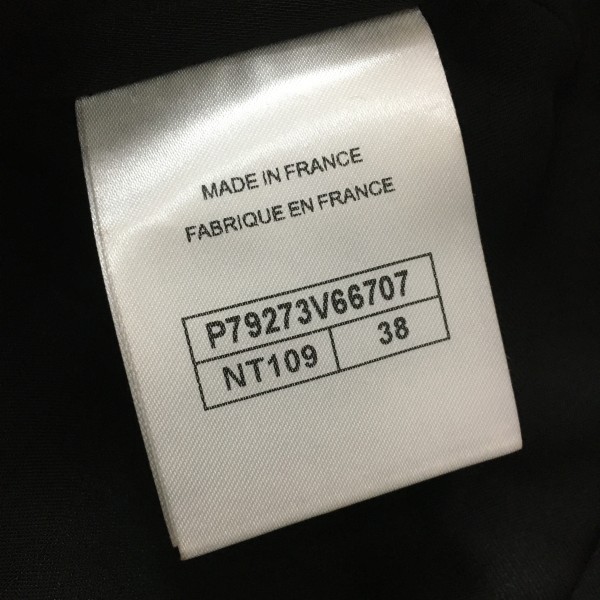 MADE IN FRANCE
FABRIQUE EN FRANCE
P79273V66707
NT109 38